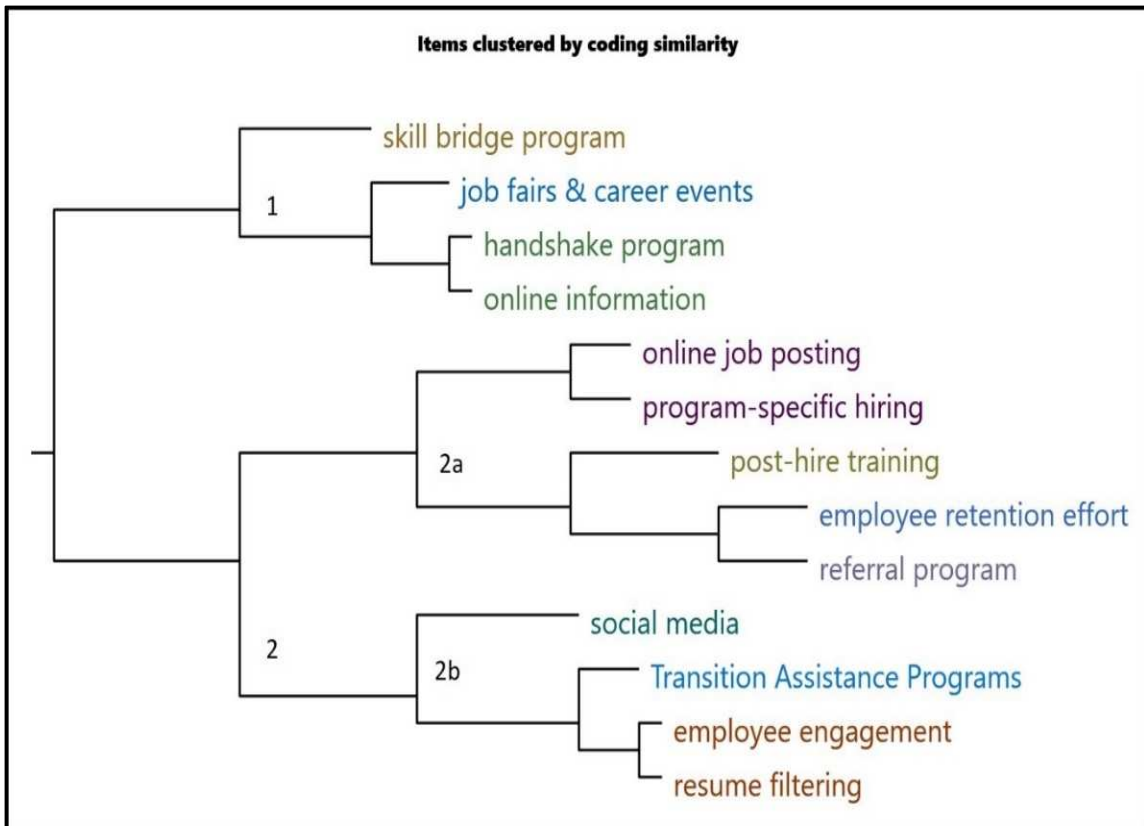 Items clustered by coding similarity
skill bridge program
1
job fairs & career events
handshake program
online information
online job posting
program-specific hiring
2a
post-hire training
employee retention effort
referral program
social media
2
2b
Transition Assistance Programs
employee engagement
resume filtering